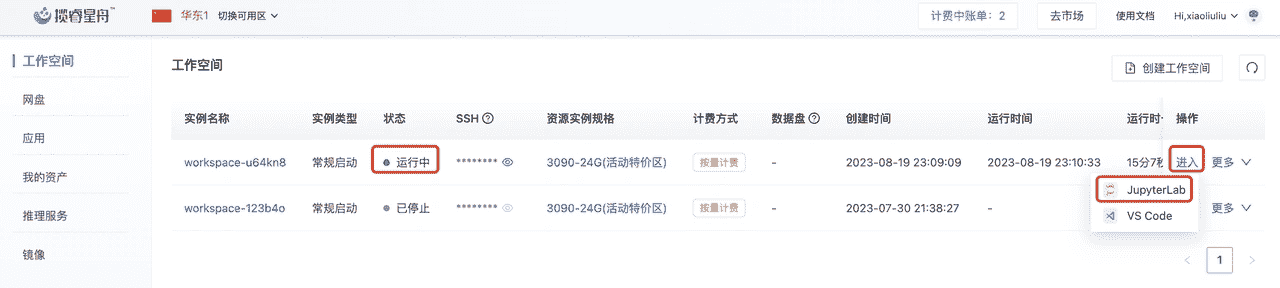 揽睿星舟™ 华东1 切换可用区 计费中账单：2 去市场 使用文档 Hi,xiaoliuliu
工作空间
网盘
应用
我的资产
推理服务
镜像
工作空间 创建工作空间
实例名称 实例类型 状态 SSH 资源实例规格 计费方式 数据盘 创建时间 运行时间 运行时 操作
workspace-u64kn8 常规启动 运行中 ******** 3090-24G(活动特价区) 按量计费 - 2023-08-19 23:09:09 2023-08-19 23:10:33 15分7秒 进入 更多
JupyterLab
VS Code
workspace-123b4o 常规启动 已停止 ******** 3090-24G(活动特价区) 按量计费 - 2023-07-30 21:38:27 - 更多
1